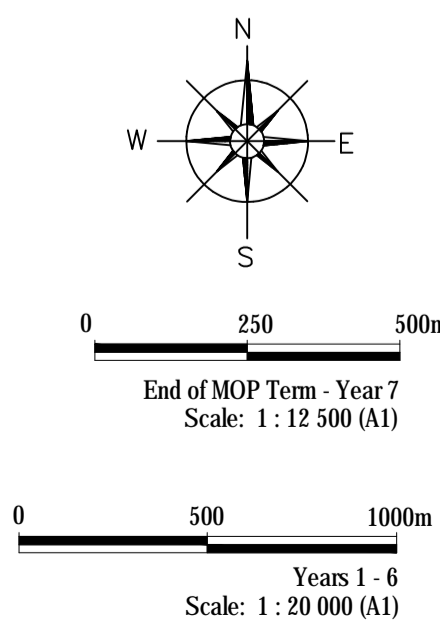 N
W E
S
0 250 500m
End of MOP Term - Year 7
Scale: 1 : 12 500 (A1)
0 500 1000m
Years 1 - 6
Scale: 1 : 20 000 (A1)